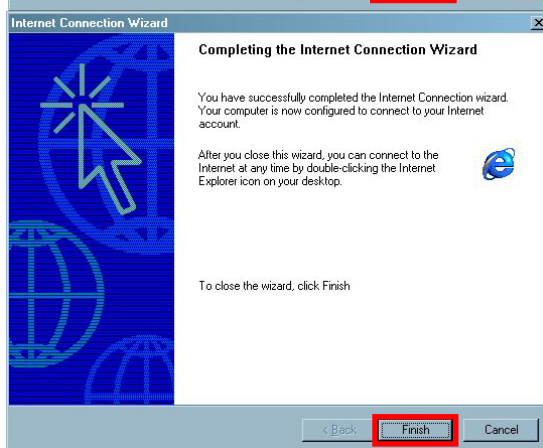 Internet Connection Wizard
Completing the Internet Connection Wizard
You have successfully completed the Internet Connection wizard.
Your computer is now configured to connect to your Internet
account.
After you close this wizard, you can connect to the
Internet at any time by double-clicking the Internet
Explorer icon on your desktop.
To close the wizard, click Finish
< Back Finish Cancel